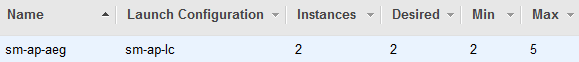 Name Launch Configuration Instances Desired Min Max
sm-ap-aeg sm-ap-lc 2 2 2 5